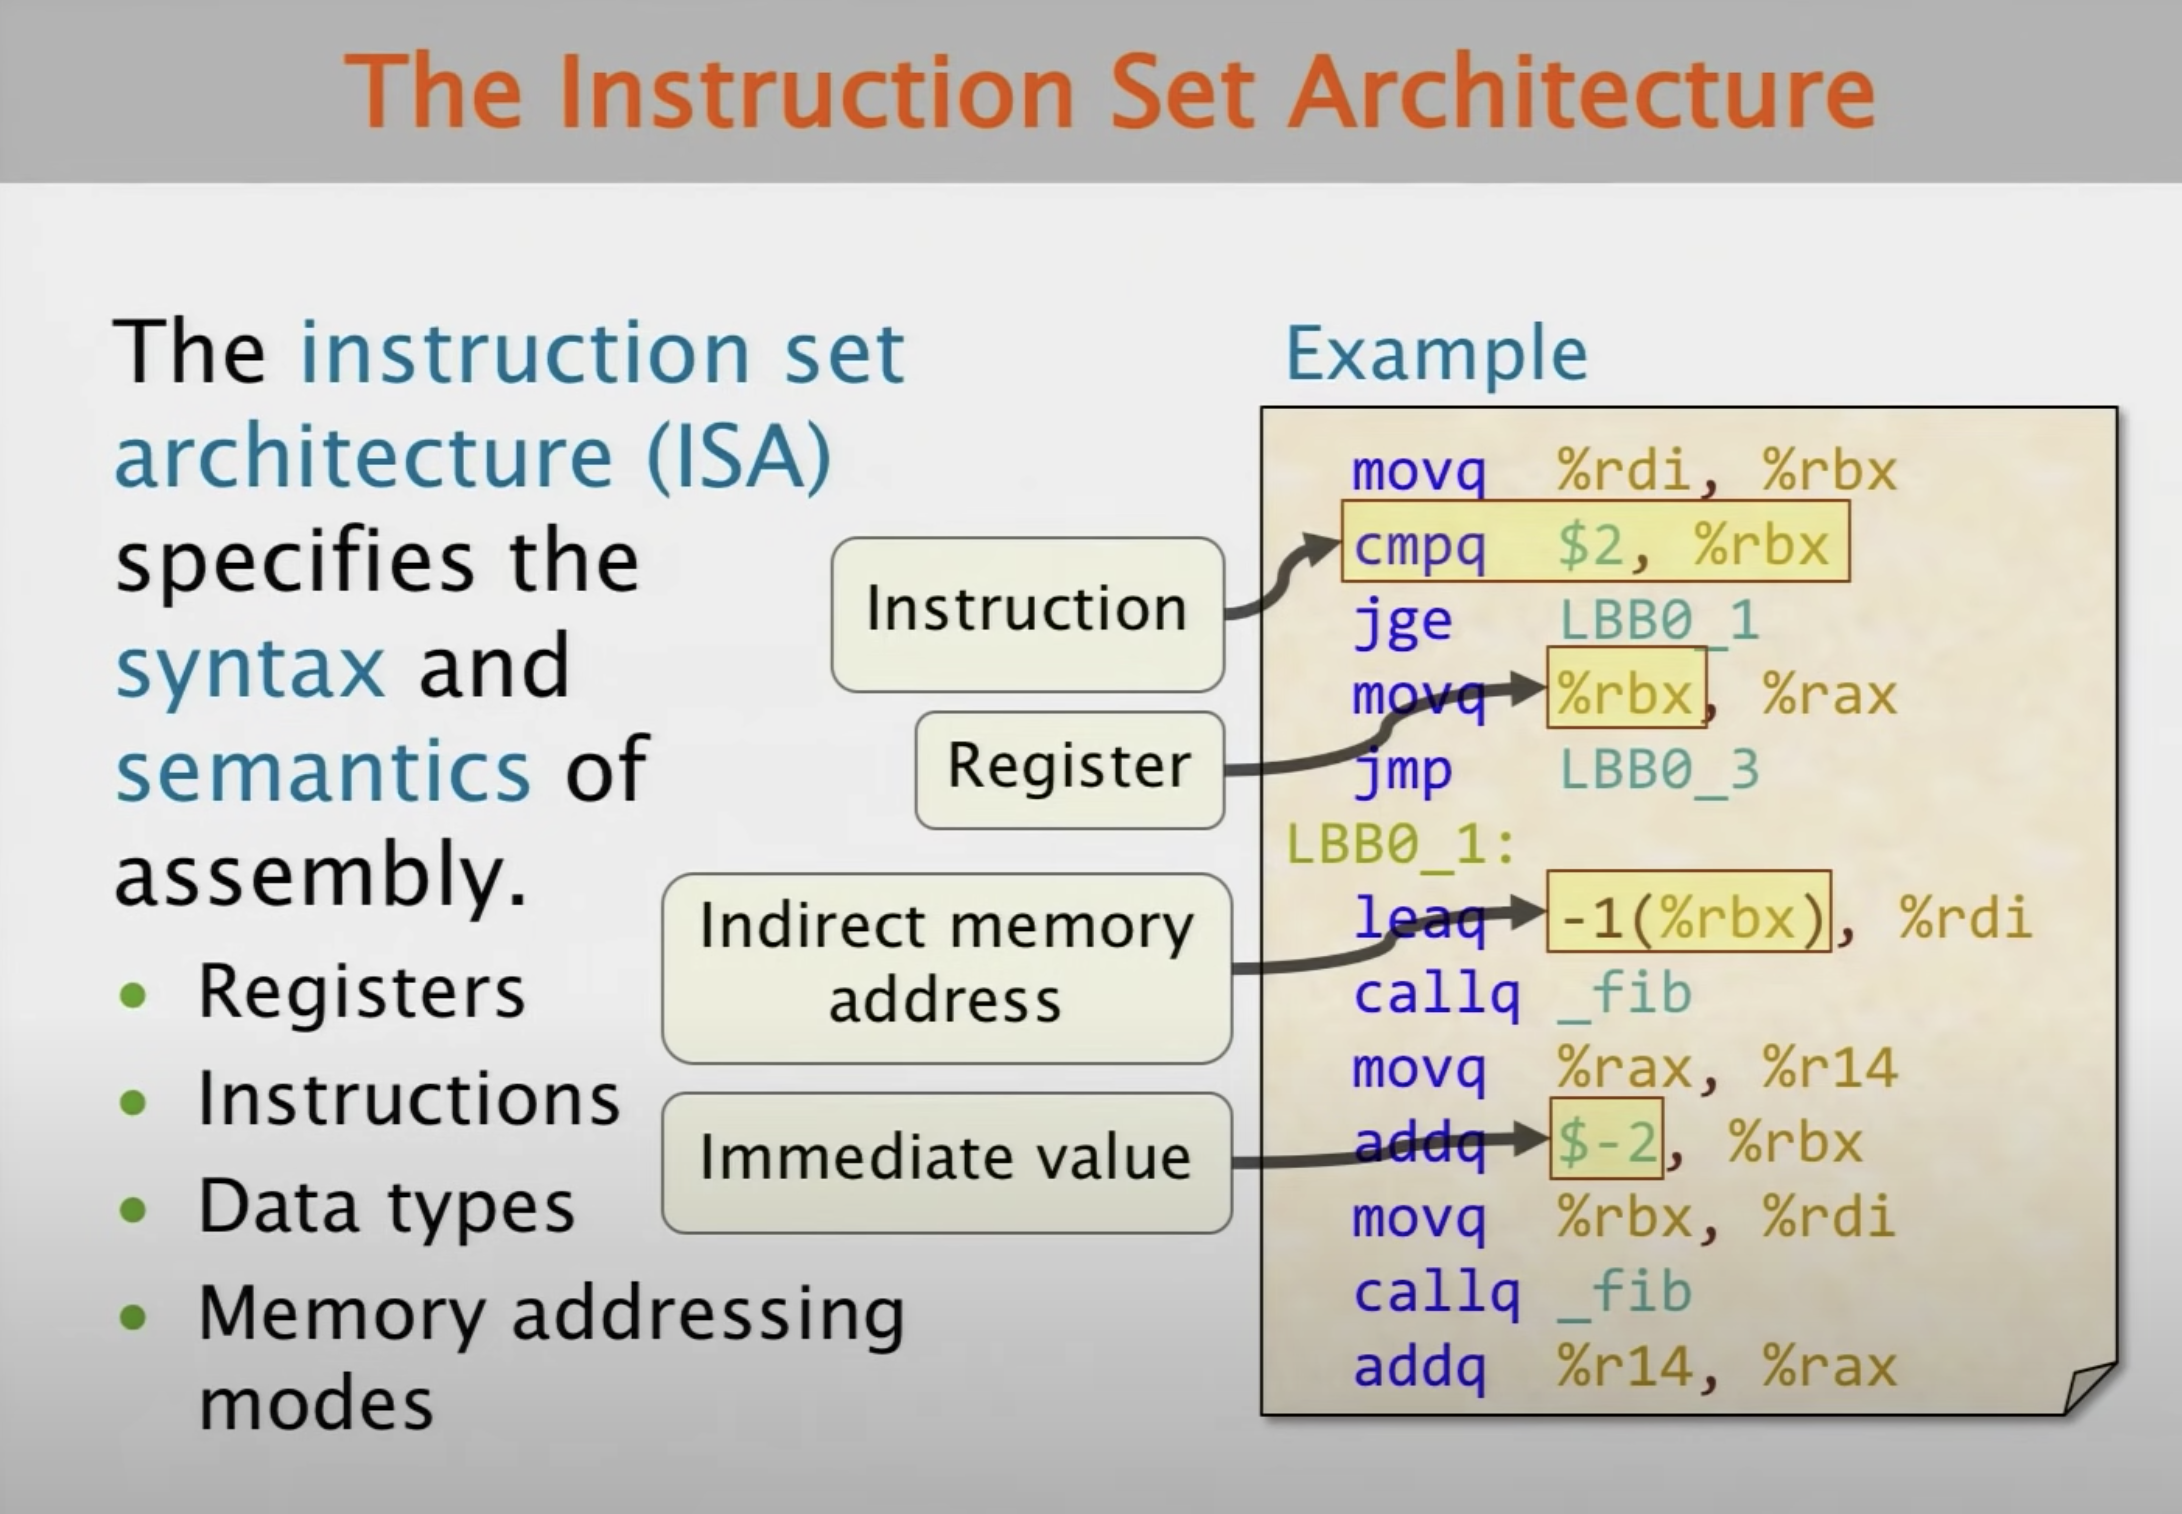 The Instruction Set Architecture
The instruction set
architecture (ISA)
specifies the
syntax and
semantics of
assembly.
• Registers
• Instructions
• Data types
• Memory addressing
modes
Instruction
Register
Indirect memory
address
Immediate value
Example
movq %rdi, %rbx
cmpq $2, %rbx
jge LBB0_1
movq %rbx, %rax
jmp LBB0_3
LBB0_1:
leaq -1(%rbx), %rdi
callq _fib
movq %rax, %r14
addq $-2, %rbx
movq %rbx, %rdi
callq _fib
addq %r14, %rax